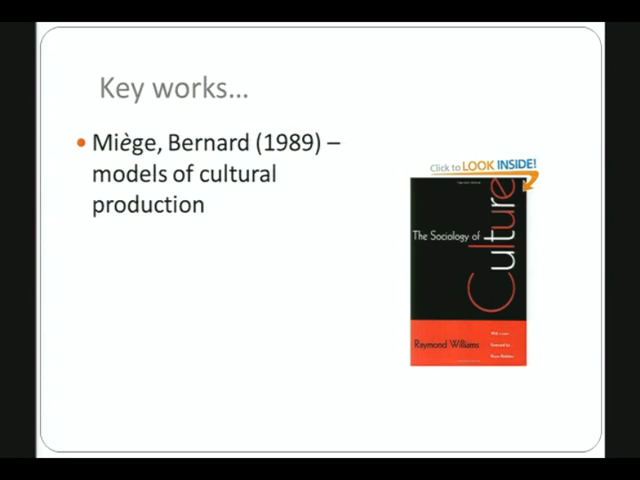 Key works…
• Miège, Bernard (1989) –
models of cultural
production
Click to LOOK INSIDE!
The Sociology of
Culture
Raymond Williams